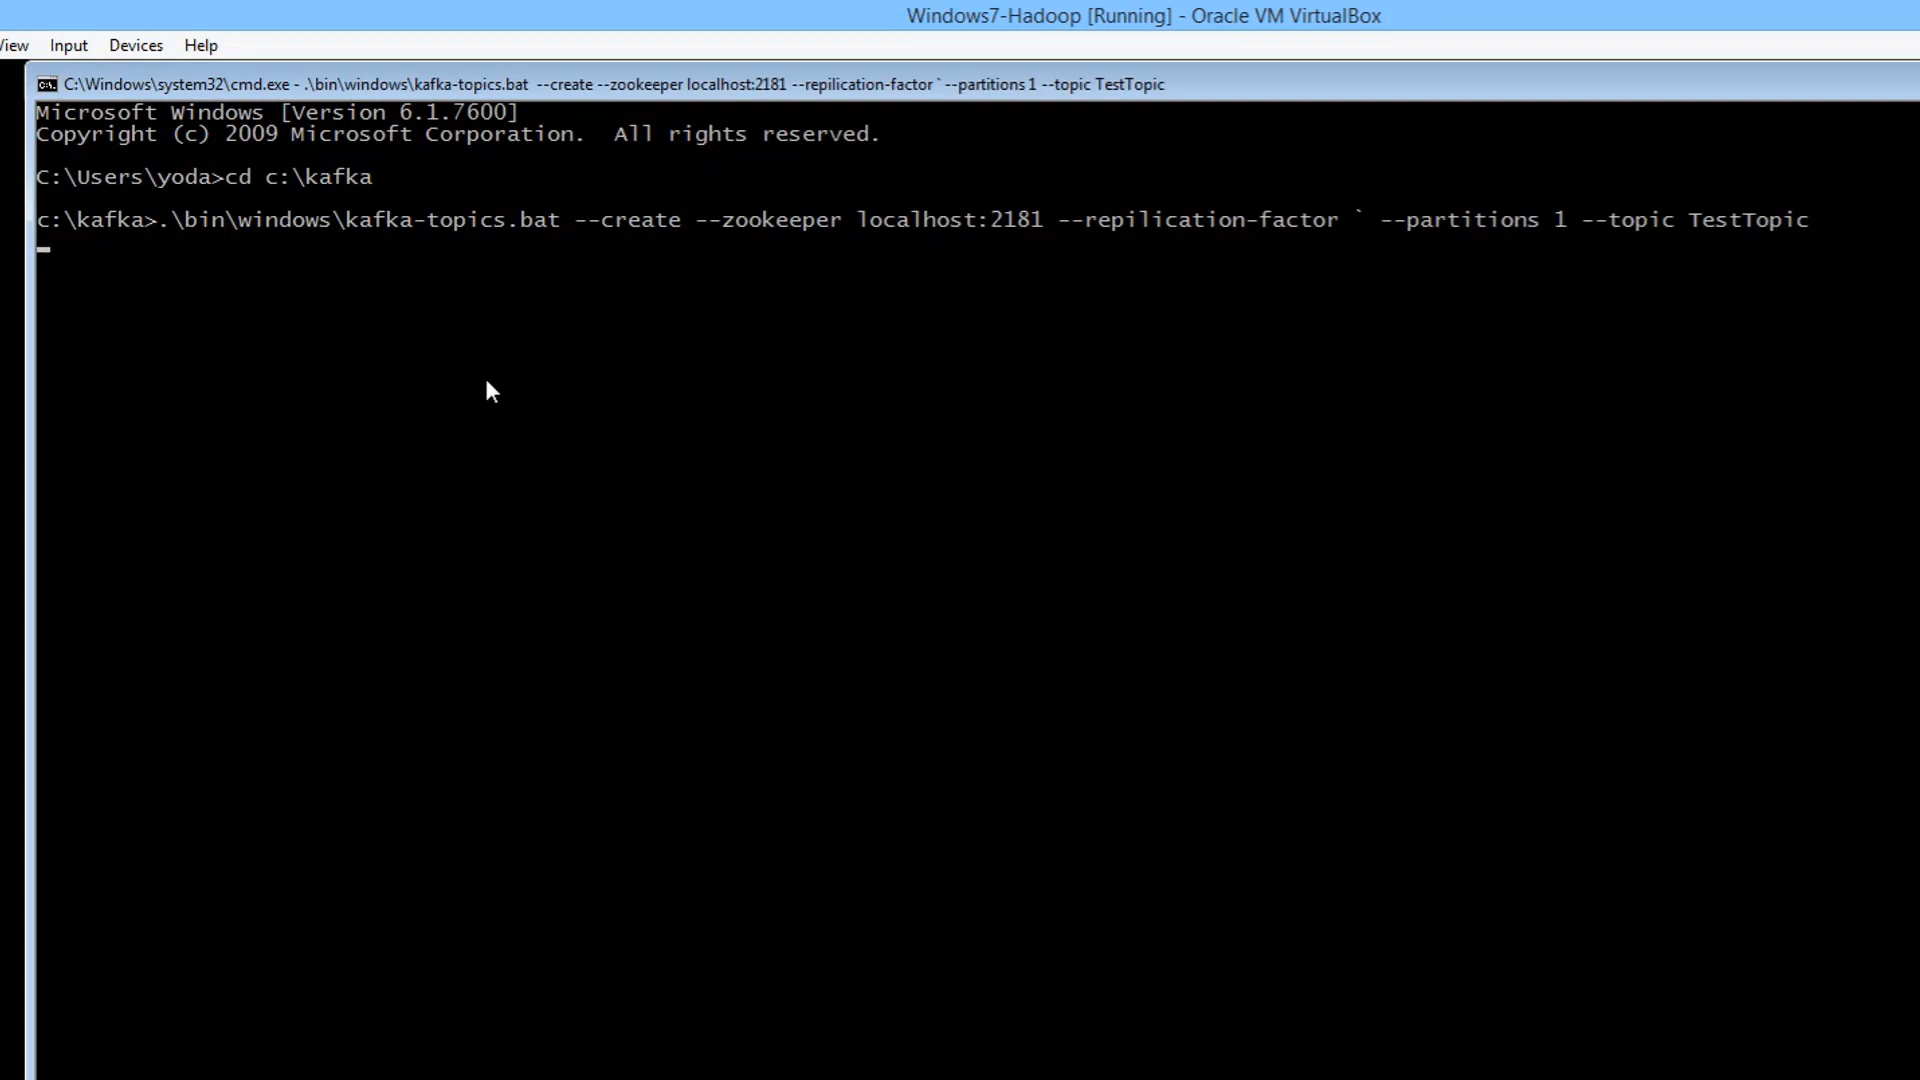 Windows7-Hadoop [Running] - Oracle VM VirtualBox
View Input Devices Help
C:\Windows\system32\cmd.exe - .\bin\windows\kafka-topics.bat  --create --zookeeper localhost:2181 --repilication-factor ` --partitions 1 --topic TestTopic
Microsoft Windows [Version 6.1.7600]
Copyright (c) 2009 Microsoft Corporation.  All rights reserved.
C:\Users\yoda>cd c:\kafka
c:\kafka>.\bin\windows\kafka-topics.bat --create --zookeeper localhost:2181 --repilication-factor ` --partitions 1 --topic TestTopic